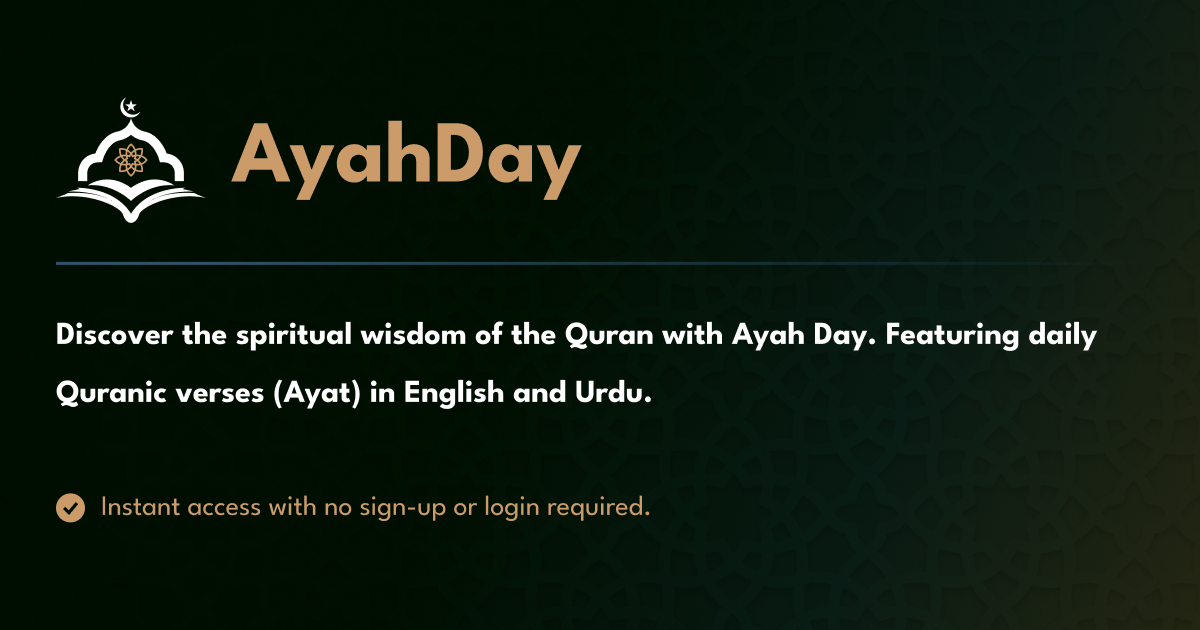 AyahDay
Discover the spiritual wisdom of the Quran with Ayah Day. Featuring daily
Quranic verses (Ayat) in English and Urdu.
Instant access with no sign-up or login required.